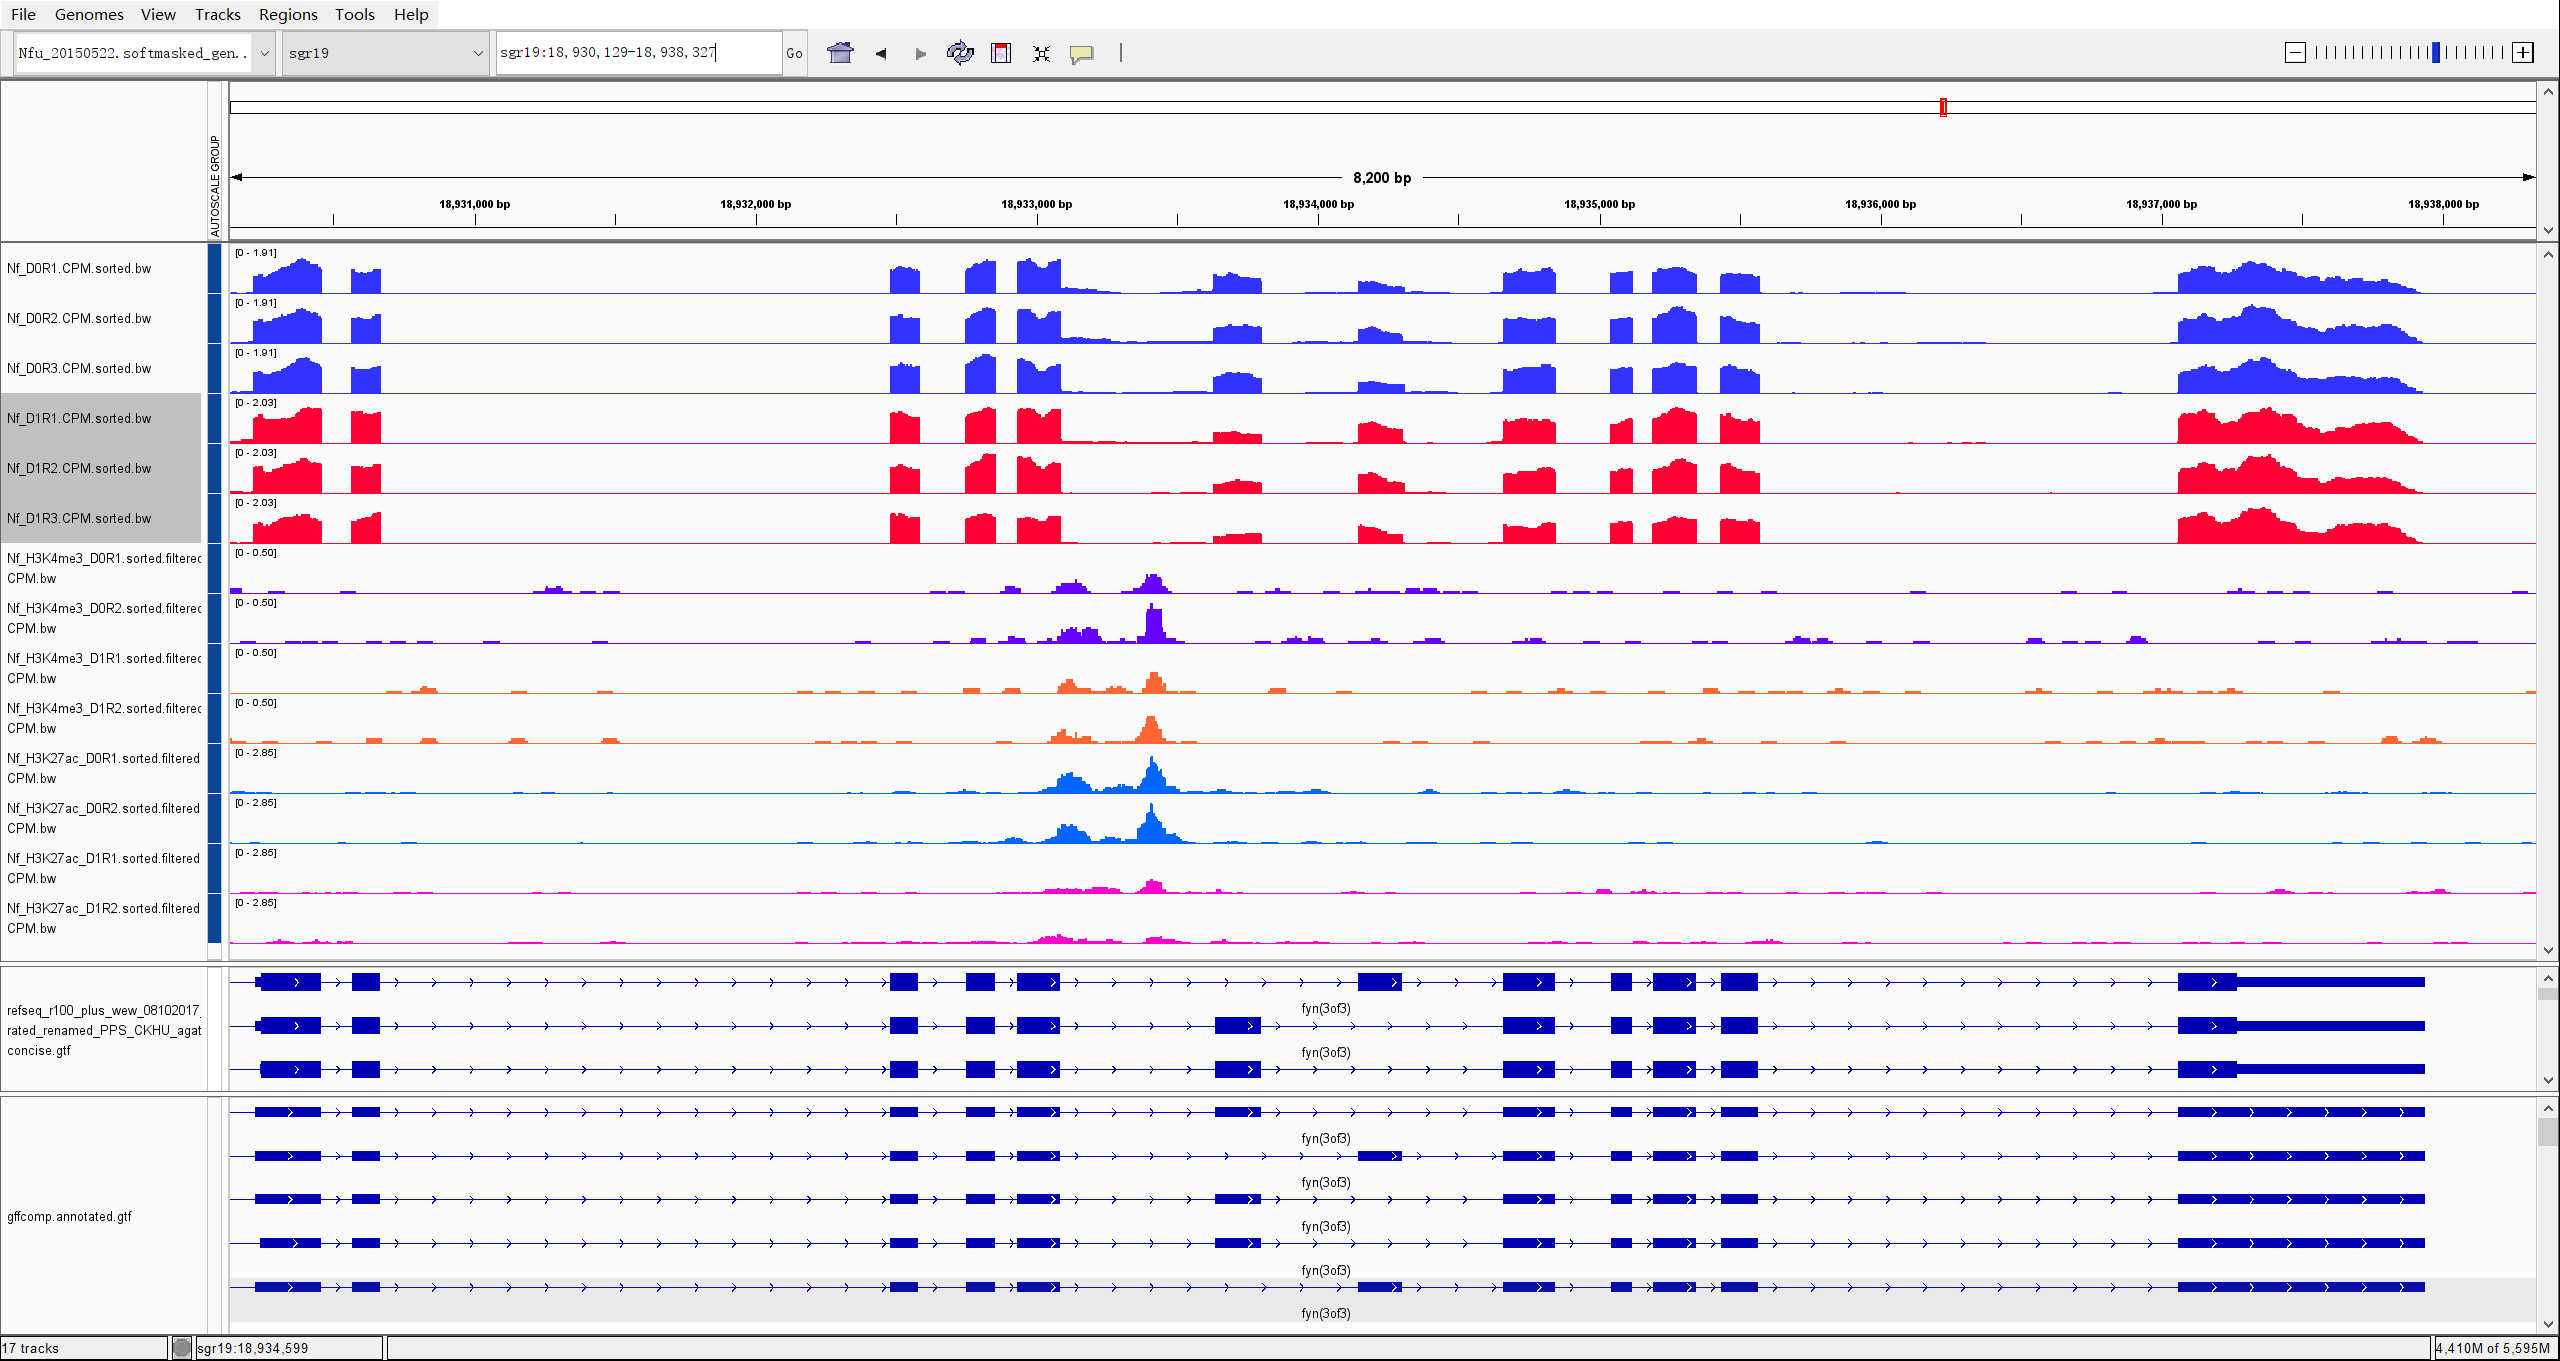 File Genomes View Tracks Regions Tools Help
Nfu_20150522.softmasked_gen.. sgr19 sgr19:18,930,129-18,938,327 Go
AUTOSCALE GROUP
8,200 bp
18,931,000 bp 18,932,000 bp 18,933,000 bp 18,934,000 bp 18,935,000 bp 18,936,000 bp 18,937,000 bp 18,938,000 bp
[0 - 1.91]
Nf_D0R1.CPM.sorted.bw
[0 - 1.91]
Nf_D0R2.CPM.sorted.bw
[0 - 1.91]
Nf_D0R3.CPM.sorted.bw
[0 - 2.03]
Nf_D1R1.CPM.sorted.bw
[0 - 2.03]
Nf_D1R2.CPM.sorted.bw
[0 - 2.03]
Nf_D1R3.CPM.sorted.bw
[0 - 0.50]
Nf_H3K4me3_D0R1.sorted.filtered
CPM.bw
[0 - 0.50]
Nf_H3K4me3_D0R2.sorted.filtered
CPM.bw
[0 - 0.50]
Nf_H3K4me3_D1R1.sorted.filtered
CPM.bw
[0 - 0.50]
Nf_H3K4me3_D1R2.sorted.filtered
CPM.bw
[0 - 2.85]
Nf_H3K27ac_D0R1.sorted.filtered
CPM.bw
[0 - 2.85]
Nf_H3K27ac_D0R2.sorted.filtered
CPM.bw
[0 - 2.85]
Nf_H3K27ac_D1R1.sorted.filtered
CPM.bw
[0 - 2.85]
Nf_H3K27ac_D1R2.sorted.filtered
CPM.bw
refseq_r100_plus_wew_08102017_
rated_renamed_PPS_CKHU_agat
concise.gtf
fyn(3of3)
fyn(3of3)
gffcomp.annotated.gtf
fyn(3of3)
fyn(3of3)
fyn(3of3)
fyn(3of3)
fyn(3of3)
17 tracks sgr19:18,934,599 4,410M of 5,595M